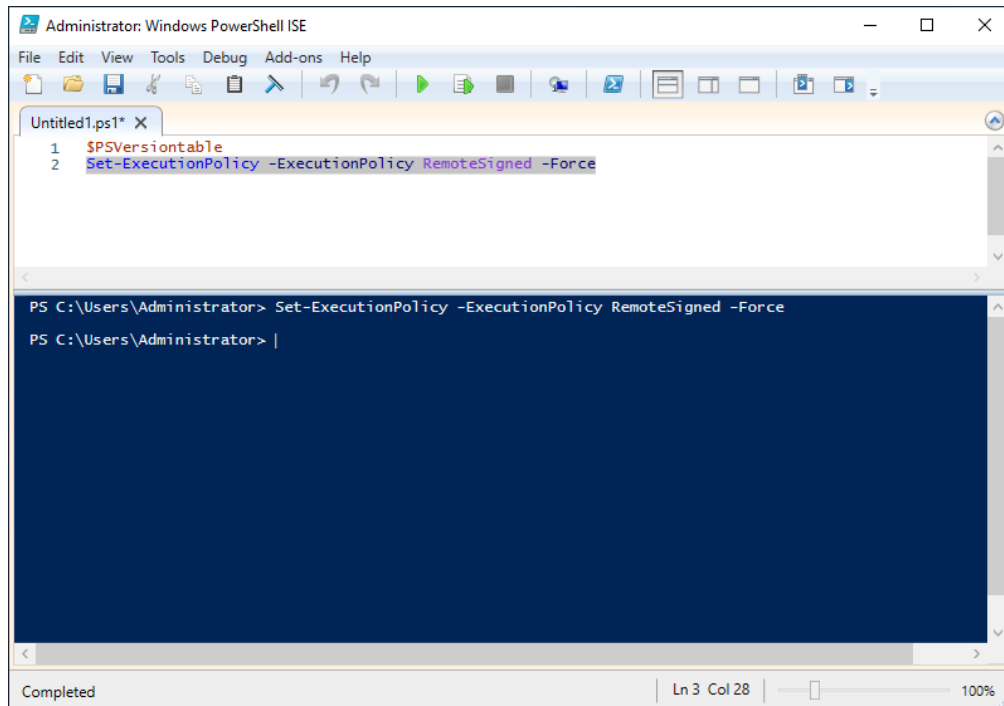 Administrator: Windows PowerShell ISE
File Edit View Tools Debug Add-ons Help
Untitled1.ps1* X
1 $PSVersiontable
2 Set-ExecutionPolicy -ExecutionPolicy RemoteSigned -Force
PS C:\Users\Administrator> Set-ExecutionPolicy -ExecutionPolicy RemoteSigned -Force
PS C:\Users\Administrator>
Completed Ln 3 Col 28 100%